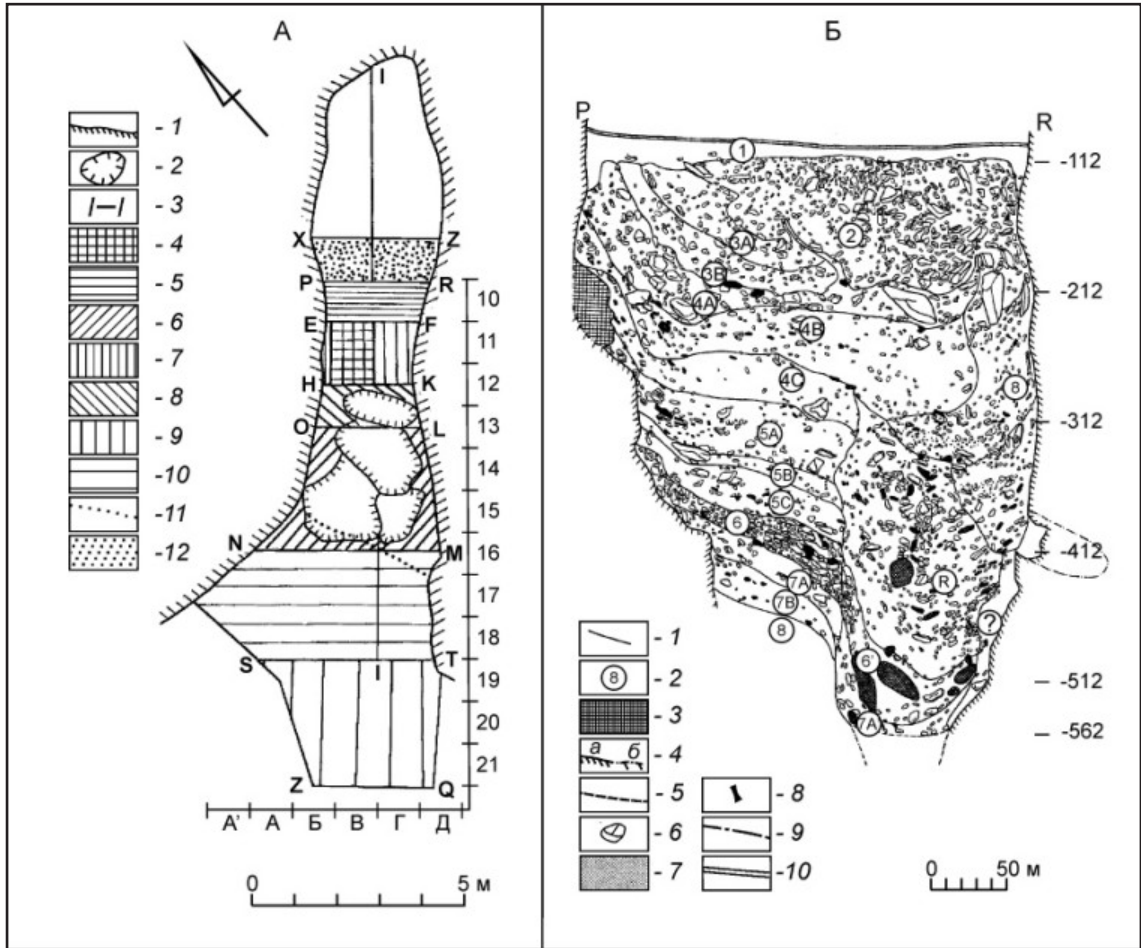 А
- 1
- 2
- 3
- 4
- 5
- 6
- 7
- 8
- 9
- 10
- 11
- 12
I
X Z
P R
E F
H K
O L
N M
S I T
Z Q
10
11
12
13
14
15
16
17
18
19
20
21
А' А Б В Г Д
0 5 м
Б
P R
1
2
3A
3B
4A
4B
4C
5A
5B
5C
6
7A
7B
8
8
R
?
6'
7A
-112
-212
-312
-412
-512
-562
- 1
8 - 2
- 3
а б - 4
- 5
- 6
- 7
- 8
- 9
- 10
0 50 м